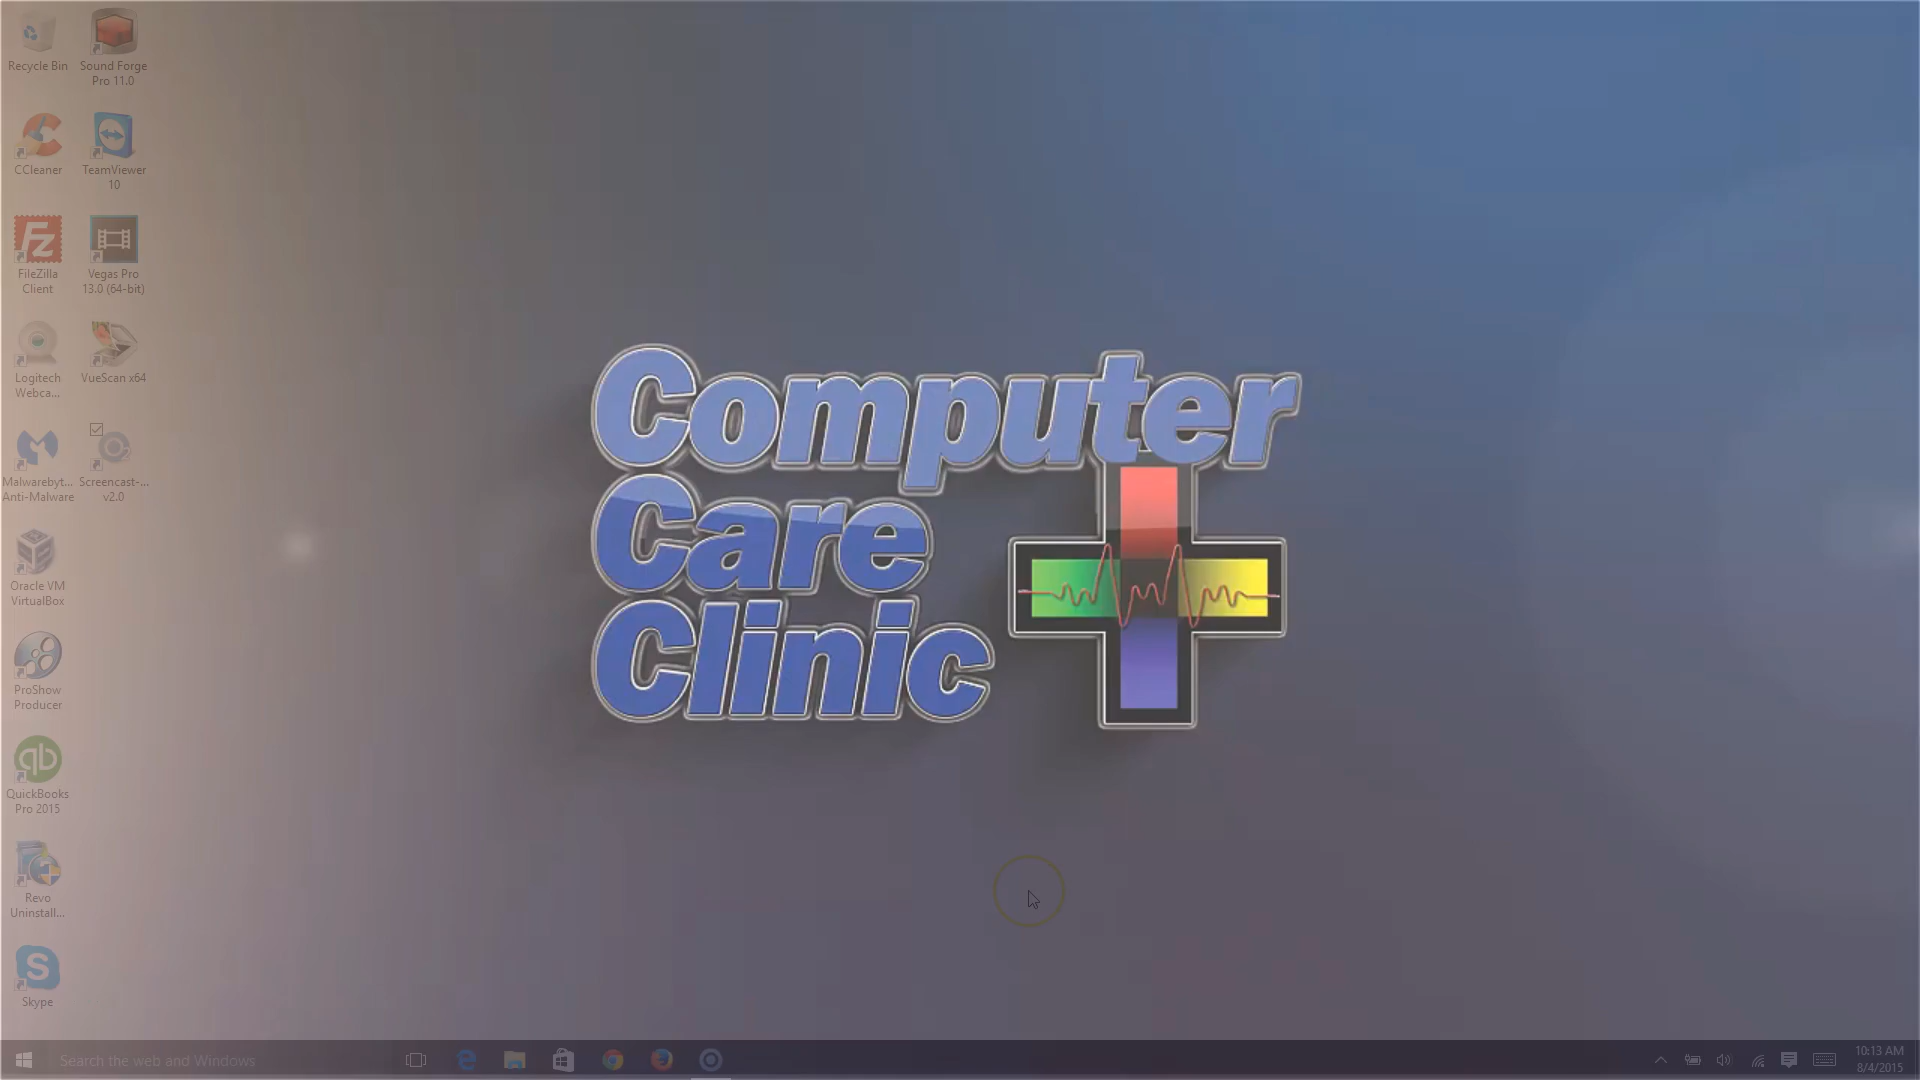 Recycle Bin
Sound Forge
Pro 11.0
CCleaner
TeamViewer
10
FileZilla
Client
Vegas Pro
13.0 (64-bit)
Logitech
Webca...
VueScan x64
Malwarebyt...
Anti-Malware
Screencast-...
v2.0
Oracle VM
VirtualBox
ProShow
Producer
QuickBooks
Pro 2015
Revo
Uninstall...
Skype
Computer
Care
Clinic
Search the web and Windows
10:13 AM
8/4/2015